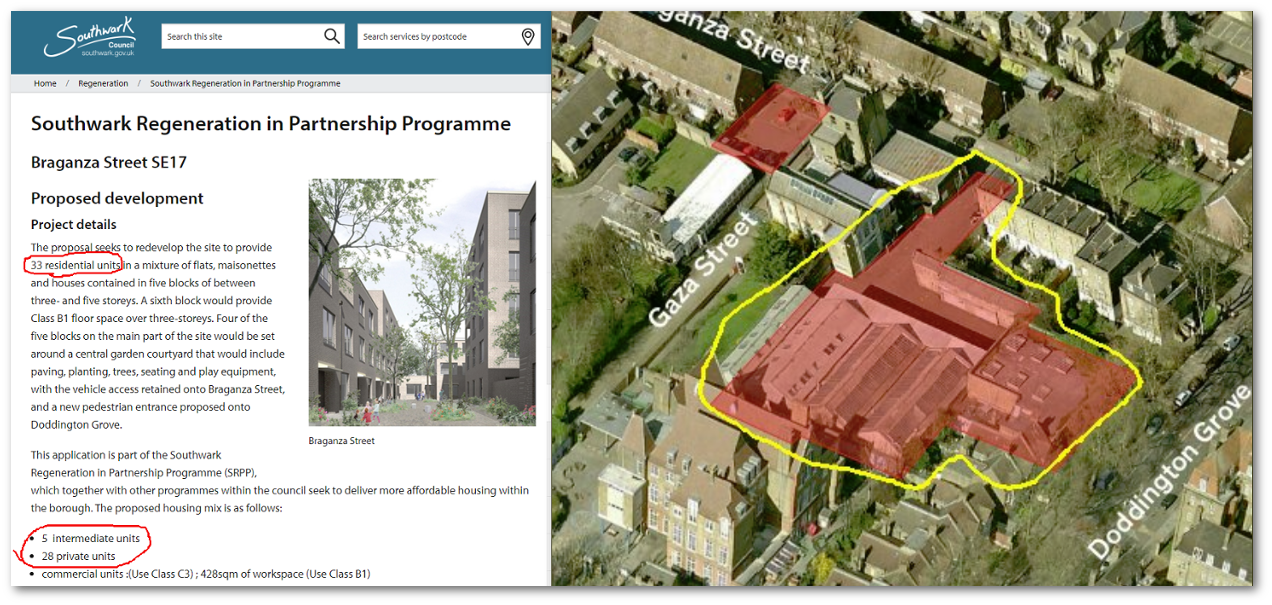 Southwark
Council
southwark.gov.uk
Search this site
Search services by postcode
Home / Regeneration / Southwark Regeneration in Partnership Programme
Southwark Regeneration in Partnership Programme
Braganza Street SE17
Proposed development
Project details
The proposal seeks to redevelop the site to provide
33 residential units in a mixture of flats, maisonettes
and houses contained in five blocks of between
three- and five storeys. A sixth block would provide
Class B1 floor space over three-storeys. Four of the
five blocks on the main part of the site would be set
around a central garden courtyard that would include
paving, planting, trees, seating and play equipment,
with the vehicle access retained onto Braganza Street,
and a new pedestrian entrance proposed onto
Doddington Grove.
Braganza Street
This application is part of the Southwark
Regeneration in Partnership Programme (SRPP),
which together with other programmes within the council seek to deliver more affordable housing within
the borough. The proposed housing mix is as follows:
• 5 intermediate units
• 28 private units
• commercial units :(Use Class C3) ; 428sqm of workspace (Use Class B1)
ganza Street
Gaza Street
Doddington Grove